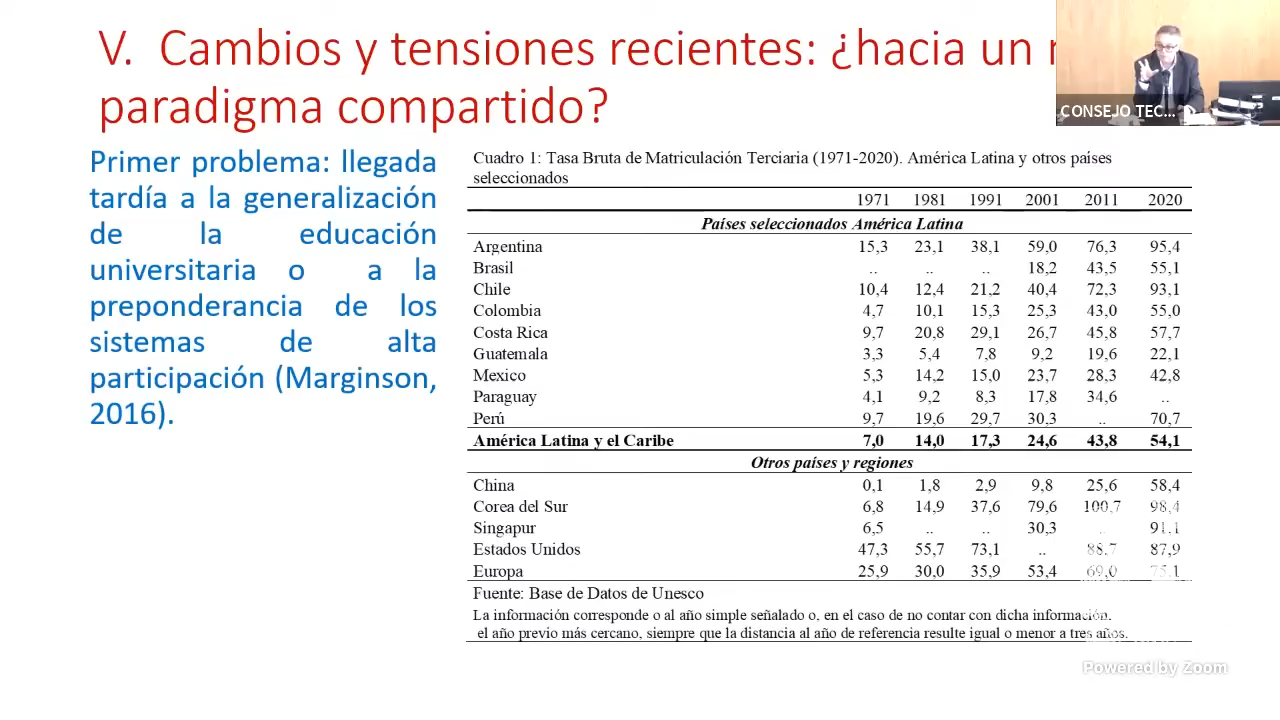 V. Cambios y tensiones recientes: ¿hacia un
paradigma compartido?
CONSEJO TEC...
Primer problema: llegada
tardía a la generalización
de la educación
universitaria o a la
preponderancia de los
sistemas de alta
participación (Marginson,
2016).
Cuadro 1: Tasa Bruta de Matriculación Terciaria (1971-2020). América Latina y otros países
seleccionados
1971 1981 1991 2001 2011 2020
Países seleccionados América Latina
Argentina 15,3 23,1 38,1 59,0 76,3 95,4
Brasil .. .. .. 18,2 43,5 55,1
Chile 10,4 12,4 21,2 40,4 72,3 93,1
Colombia 4,7 10,1 15,3 25,3 43,0 55,0
Costa Rica 9,7 20,8 29,1 26,7 45,8 57,7
Guatemala 3,3 5,4 7,8 9,2 19,6 22,1
Mexico 5,3 14,2 15,0 23,7 28,3 42,8
Paraguay 4,1 9,2 8,3 17,8 34,6 ..
Perú 9,7 19,6 29,7 30,3 .. 70,7
América Latina y el Caribe 7,0 14,0 17,3 24,6 43,8 54,1
Otros países y regiones
China 0,1 1,8 2,9 9,8 25,6 58,4
Corea del Sur 6,8 14,9 37,6 79,6 100,7 98,4
Singapur 6,5 .. .. 30,3 .. 91,1
Estados Unidos 47,3 55,7 73,1 .. 88,7 87,9
Europa 25,9 30,0 35,9 53,4 69,0 75,1
Fuente: Base de Datos de Unesco
La información corresponde o al año simple señalado o, en el caso de no contar con dicha información.
el año previo más cercano, siempre que la distancia al año de referencia resulte igual o menor a tres años.
Powered by Zoom